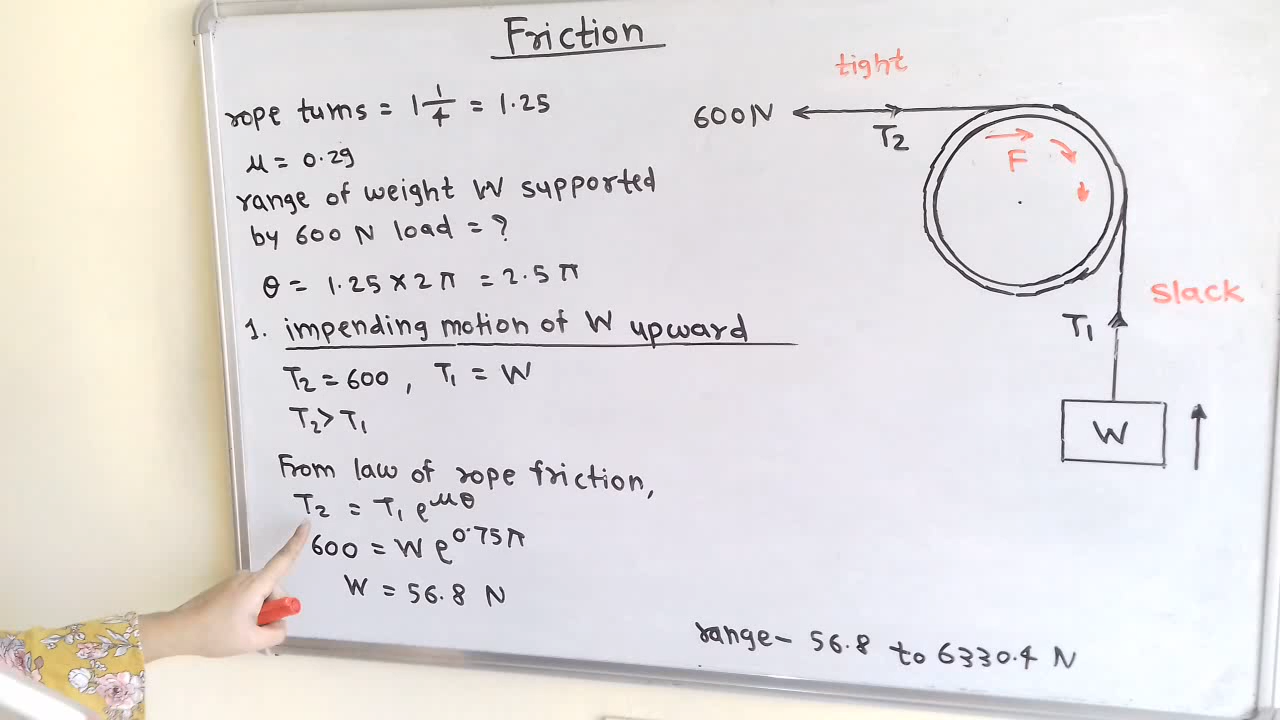 Friction
rope turns = 1 1/4 = 1.25
μ = 0.29
range of weight W supported
by 600 N load = ?
θ = 1.25 × 2π = 2.5π
1. impending motion of W upward
T₂ = 600 , T₁ = W
T₂ > T₁
From law of rope friction,
T₂ = T₁ e^μθ
600 = W e^0.75π
W = 56.8 N
tight
600 N
T₂
F
Slack
T₁
W
range - 56.8 to 6330.4 N